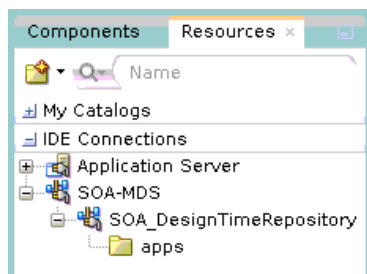 Components Resources
Name
My Catalogs
IDE Connections
Application Server
SOA-MDS
SOA_DesignTimeRepository
apps